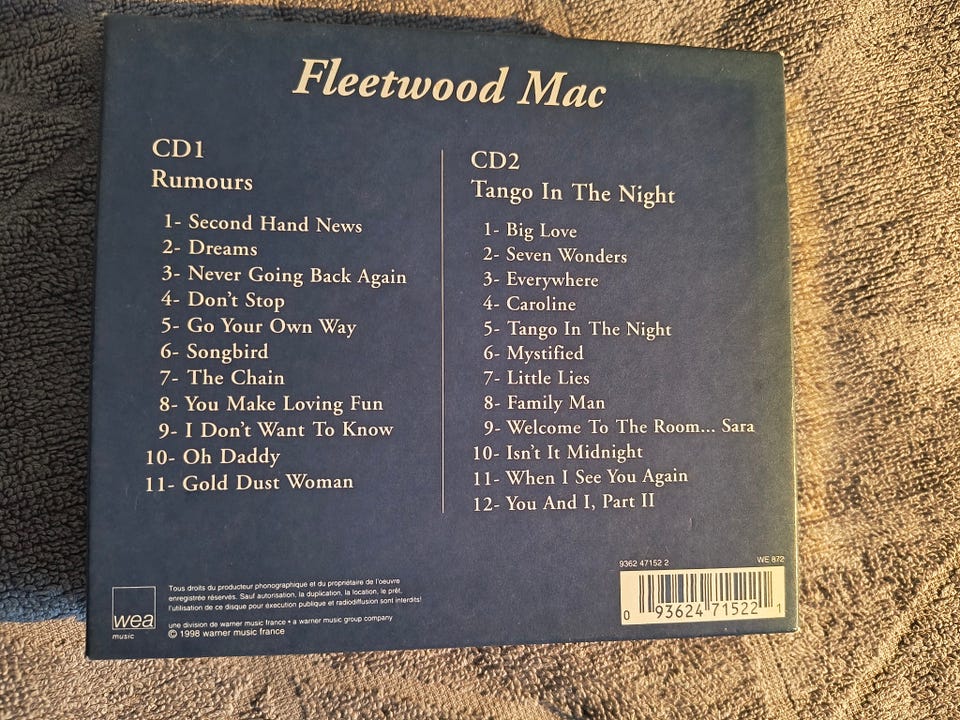 Fleetwood Mac
CD1
Rumours
1- Second Hand News
2- Dreams
3- Never Going Back Again
4- Don't Stop
5- Go Your Own Way
6- Songbird
7- The Chain
8- You Make Loving Fun
9- I Don't Want To Know
10- Oh Daddy
11- Gold Dust Woman
CD2
Tango In The Night
1- Big Love
2- Seven Wonders
3- Everywhere
4- Caroline
5- Tango In The Night
6- Mystified
7- Little Lies
8- Family Man
9- Welcome To The Room... Sara
10- Isn't It Midnight
11- When I See You Again
12- You And I, Part II
wea
music
Tous droits du producteur phonographique et du propriétaire de l'oeuvre
enregistrée réservés. Sauf autorisation, la duplication, la location, le prêt,
l'utilisation de ce disque pour éxecution publique et radiodiffusion sont interdits!
une division de warner music france • a warner music group company
© 1998 warner music france
9362 47152 2
WE 872
0 93624 71522 1